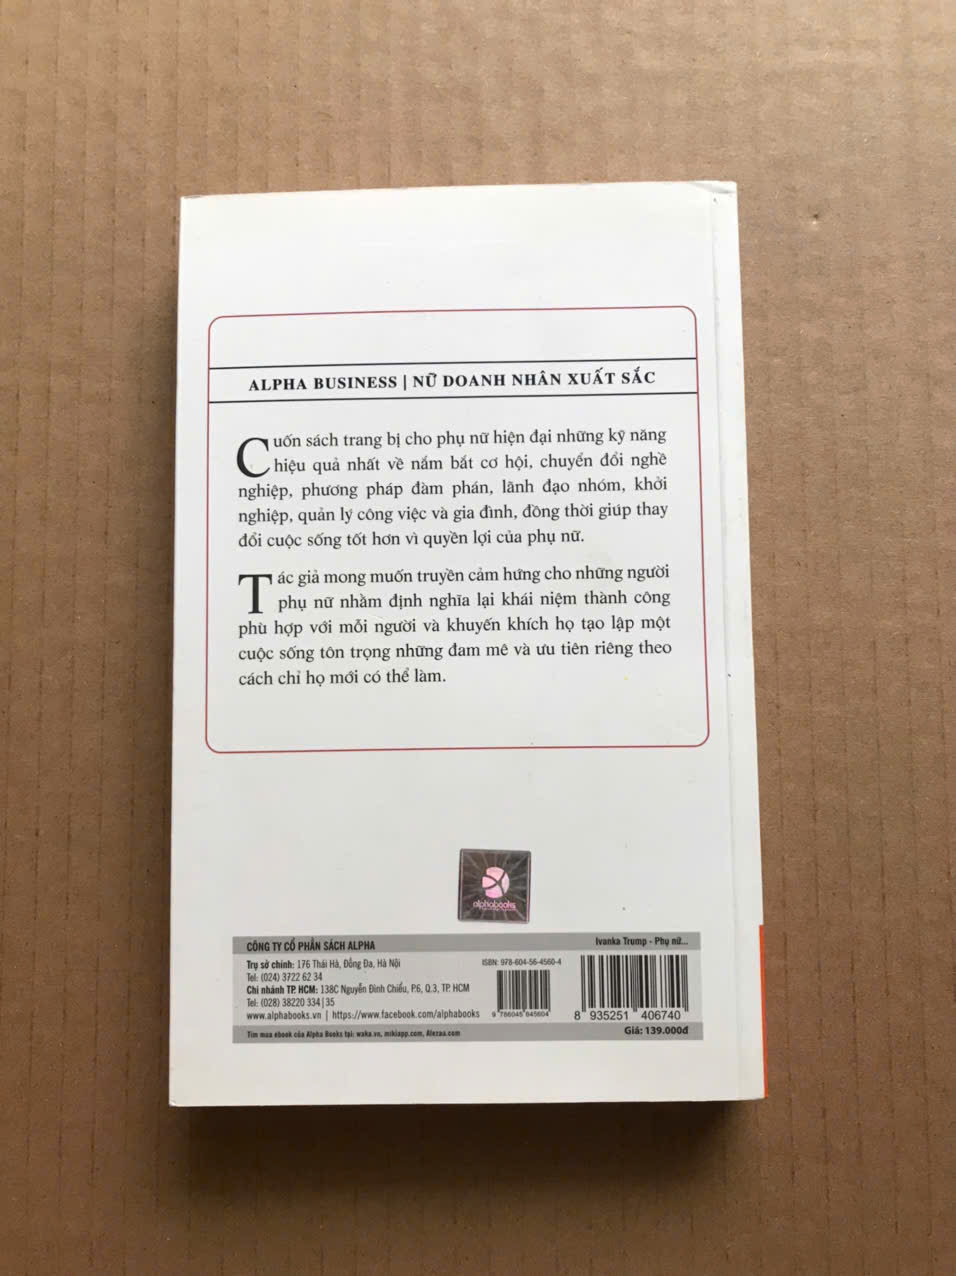 ALPHA BUSINESS | NỮ DOANH NHÂN XUẤT SẮC
Cuốn sách trang bị cho phụ nữ hiện đại những kỹ năng
hiệu quả nhất về nắm bắt cơ hội, chuyển đổi nghề
nghiệp, phương pháp đàm phán, lãnh đạo nhóm, khởi
nghiệp, quản lý công việc và gia đình, đồng thời giúp thay
đổi cuộc sống tốt hơn vì quyền lợi của phụ nữ.
Tác giả mong muốn truyền cảm hứng cho những người
phụ nữ nhằm định nghĩa lại khái niệm thành công
phù hợp với mỗi người và khuyến khích họ tạo lập một
cuộc sống tôn trọng những đam mê và ưu tiên riêng theo
cách chỉ họ mới có thể làm.
alphabooks
CÔNG TY CỔ PHẦN SÁCH ALPHA
Trụ sở chính: 176 Thái Hà, Đống Đa, Hà Nội
Tel: (024) 3722 62 34
Chi nhánh TP. HCM: 138C Nguyễn Đình Chiểu, P.6, Q.3, TP. HCM
Tel: (028) 38220 334 | 35
www.alphabooks.vn | https://www.facebook.com/alphabooks
Tìm mua ebook của Alpha Books tại: waka.vn, mikiapp.com, Alezaa.com
Ivanka Trump - Phụ nữ...
ISBN: 978-604-56-4560-4
9 786045 645604
8 935251 406740
Giá: 139.000đ